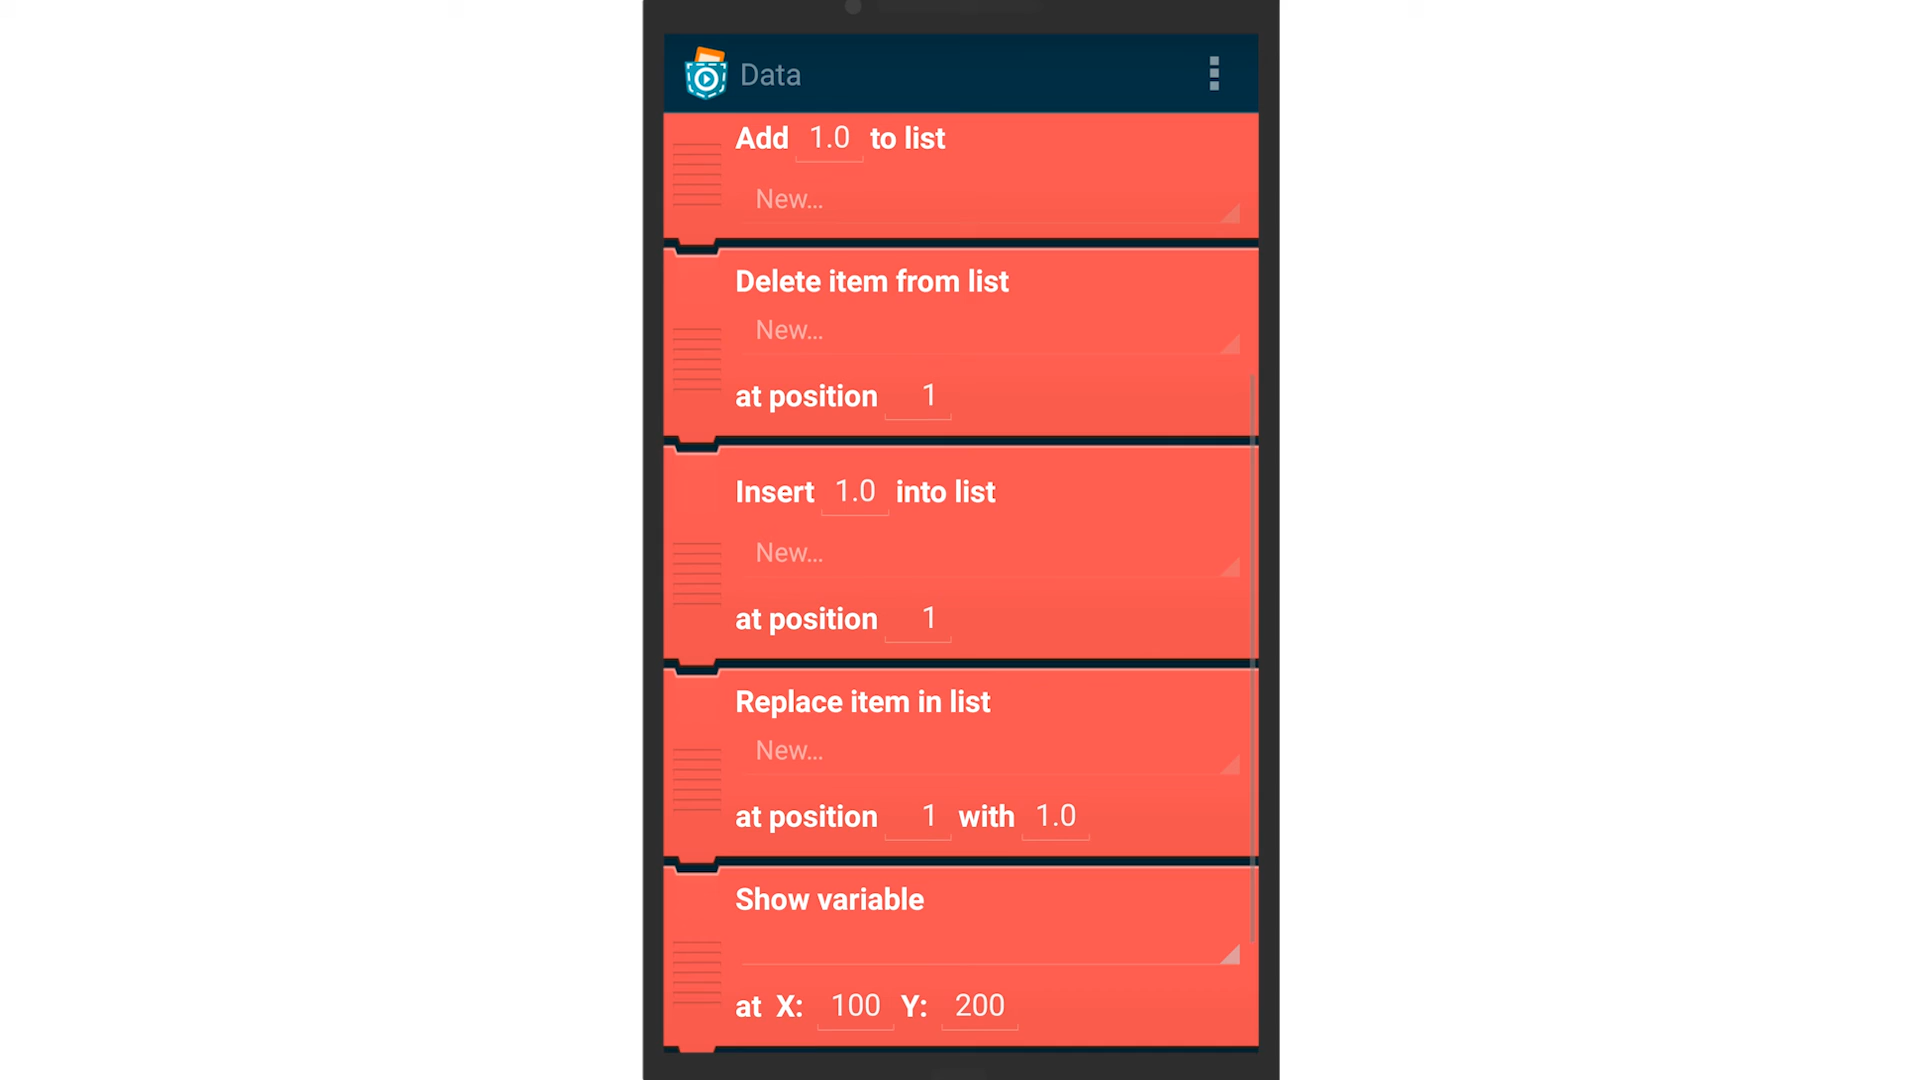 Data
Add 1.0 to list
New...
Delete item from list
New...
at position 1
Insert 1.0 into list
New...
at position 1
Replace item in list
New...
at position 1 with 1.0
Show variable
at X: 100 Y: 200